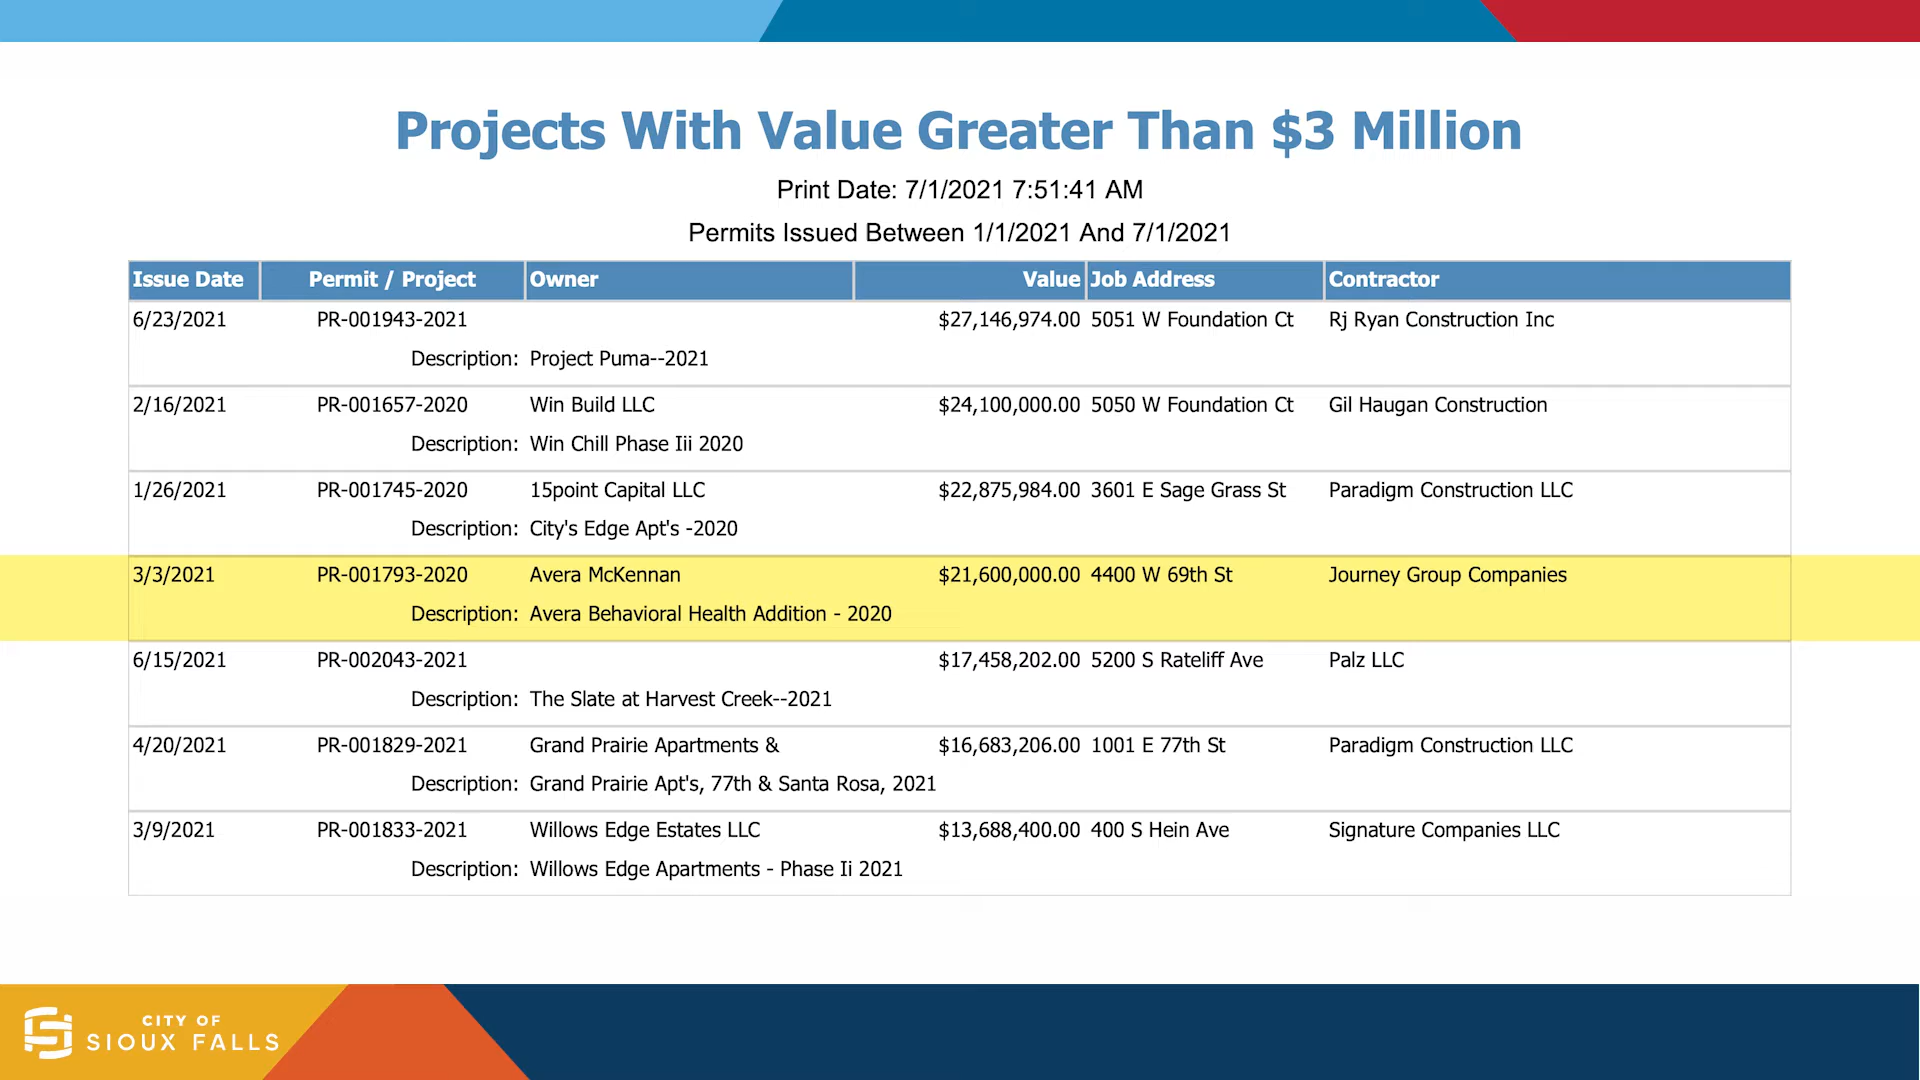 Projects With Value Greater Than $3 Million
Print Date: 7/1/2021 7:51:41 AM
Permits Issued Between 1/1/2021 And 7/1/2021
Issue Date Permit / Project Owner Value Job Address Contractor
6/23/2021 PR-001943-2021 $27,146,974.00 5051 W Foundation Ct Rj Ryan Construction Inc
Description: Project Puma--2021
2/16/2021 PR-001657-2020 Win Build LLC $24,100,000.00 5050 W Foundation Ct Gil Haugan Construction
Description: Win Chill Phase Iii 2020
1/26/2021 PR-001745-2020 15point Capital LLC $22,875,984.00 3601 E Sage Grass St Paradigm Construction LLC
Description: City's Edge Apt's -2020
3/3/2021 PR-001793-2020 Avera McKennan $21,600,000.00 4400 W 69th St Journey Group Companies
Description: Avera Behavioral Health Addition - 2020
6/15/2021 PR-002043-2021 $17,458,202.00 5200 S Rateliff Ave Palz LLC
Description: The Slate at Harvest Creek--2021
4/20/2021 PR-001829-2021 Grand Prairie Apartments & $16,683,206.00 1001 E 77th St Paradigm Construction LLC
Description: Grand Prairie Apt's, 77th & Santa Rosa, 2021
3/9/2021 PR-001833-2021 Willows Edge Estates LLC $13,688,400.00 400 S Hein Ave Signature Companies LLC
Description: Willows Edge Apartments - Phase Ii 2021
CITY OF
SIOUX FALLS